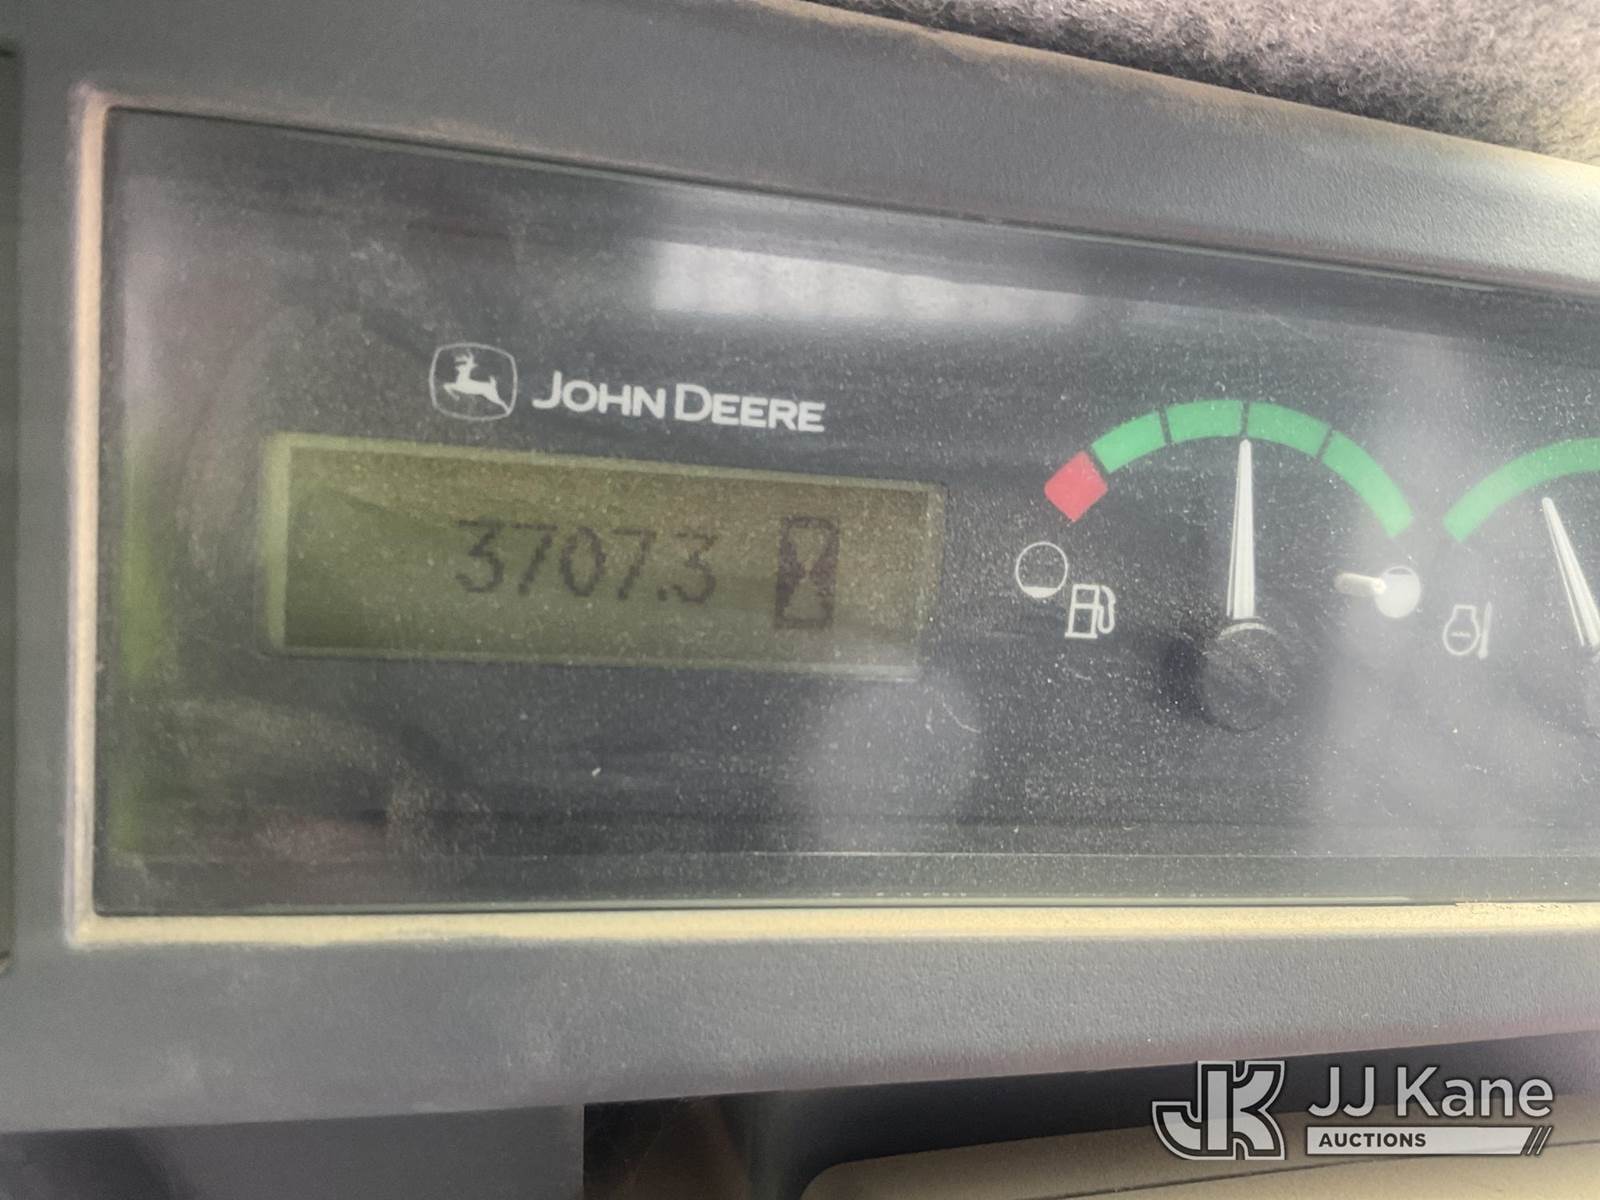 JOHN DEERE
3707.3
JJ Kane
AUCTIONS